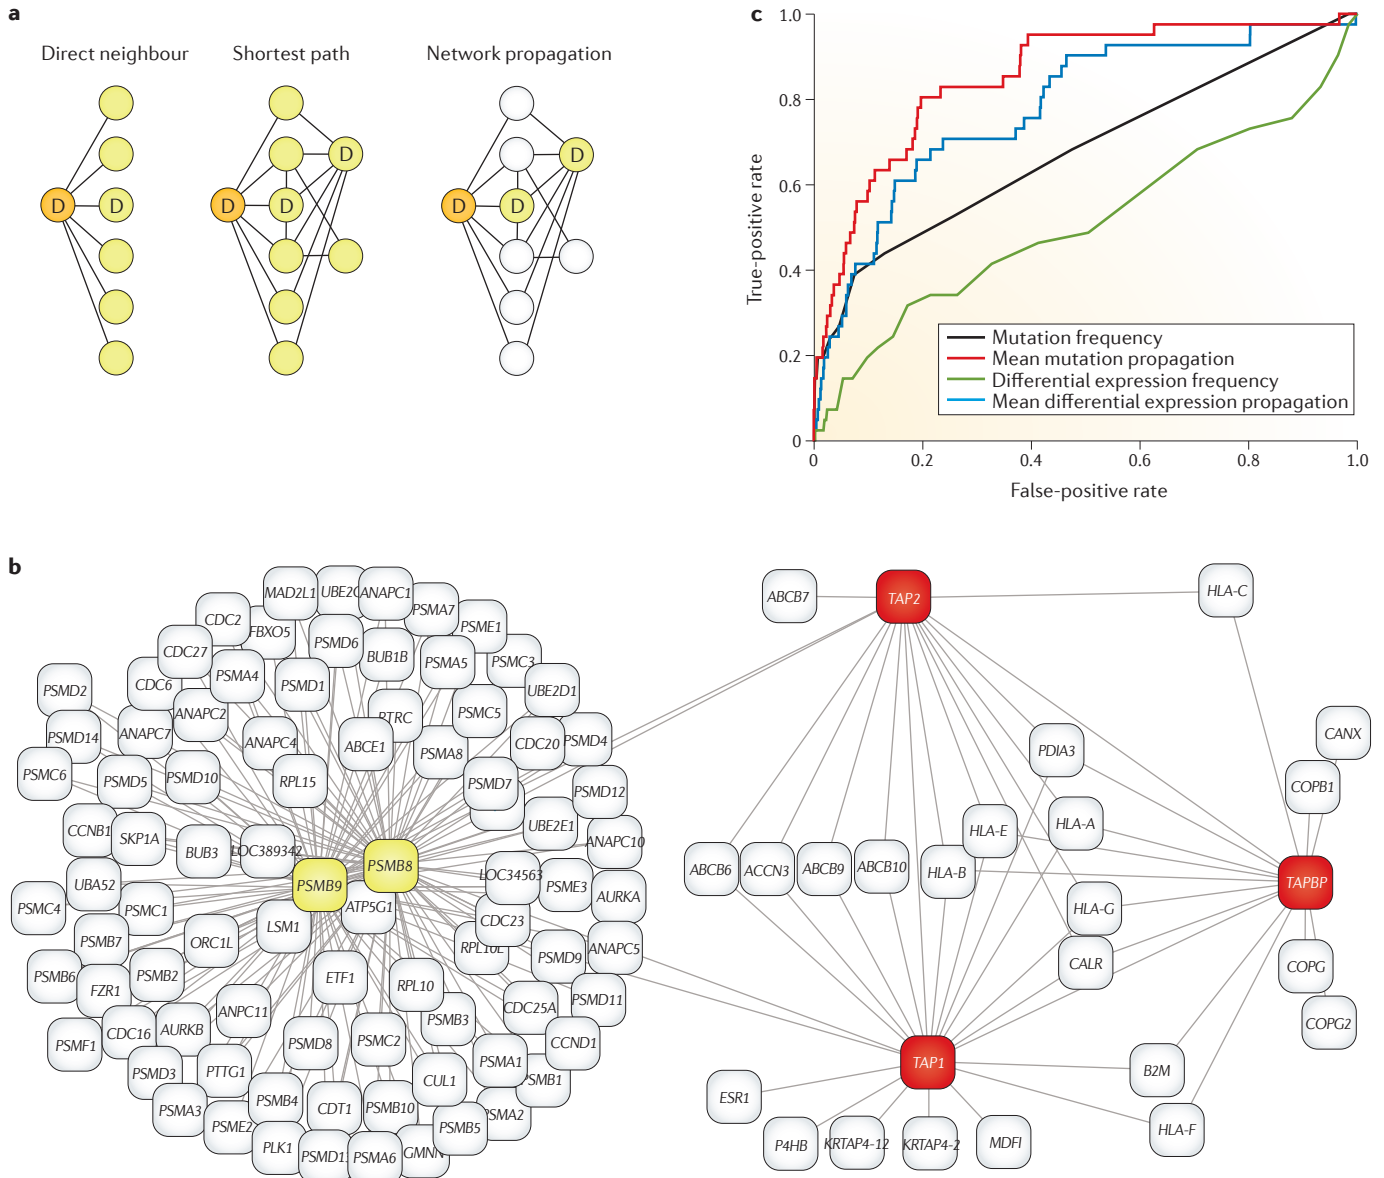 a
Direct neighbour
Shortest path
Network propagation
D
D
D
D
D
D
D
D
c
1.0
0.8
0.6
0.4
0.2
0
True-positive rate
Mutation frequency
Mean mutation propagation
Differential expression frequency
Mean differential expression propagation
0
0.2
0.4
0.6
0.8
1.0
False-positive rate
b
MAD2L1
ANAPC1
PSMA7
PSME1
CDC2
FBXO5
PSMD6
BUB1B
PSMA5
PSMC3
CDC27
PSMA4
PSMD1
UBE2D1
PSMD2
CDC6
ANAPC2
PSMC5
PSMD14
ANAPC7
ANAPC4
ABCE1
PSMA8
CDC20
PSMD4
PSMC6
PSMD5
PSMD10
RPL15
PSMD7
PSMD12
CCNB1
SKP1A
BUB3
LOC389342
UBE2E1
ANAPC10
PSMB8
PSMB9
UBA52
LOC34563
PSME3
AURKA
PSMC4
PSMC1
ATP5G1
CDC23
LSM1
PSMB7
ORC1L
PSMD9
ANAPC5
PSMB6
FZR1
PSMB2
ETF1
RPL10
CDC25A
PSMD11
ANPC11
PSMB3
PSMF1
CDC16
AURKB
PSMD8
PSMC2
CCND1
PSMD3
PTTG1
PSMA1
PSMB1
CUL1
PSMA3
PSMB4
CDT1
PSMB10
PSME2
PSMB5
PLK1
PSMA6
ABCB7
TAP2
HLA-C
CANX
PDIA3
COPB1
HLA-E
HLA-A
ABCB6
ACCN3
ABCB9
ABCB10
HLA-B
TAPBP
HLA-G
CALR
COPG
COPG2
TAP1
B2M
ESR1
HLA-F
P4HB
KRTAP4-12
KRTAP4-2
MDFI